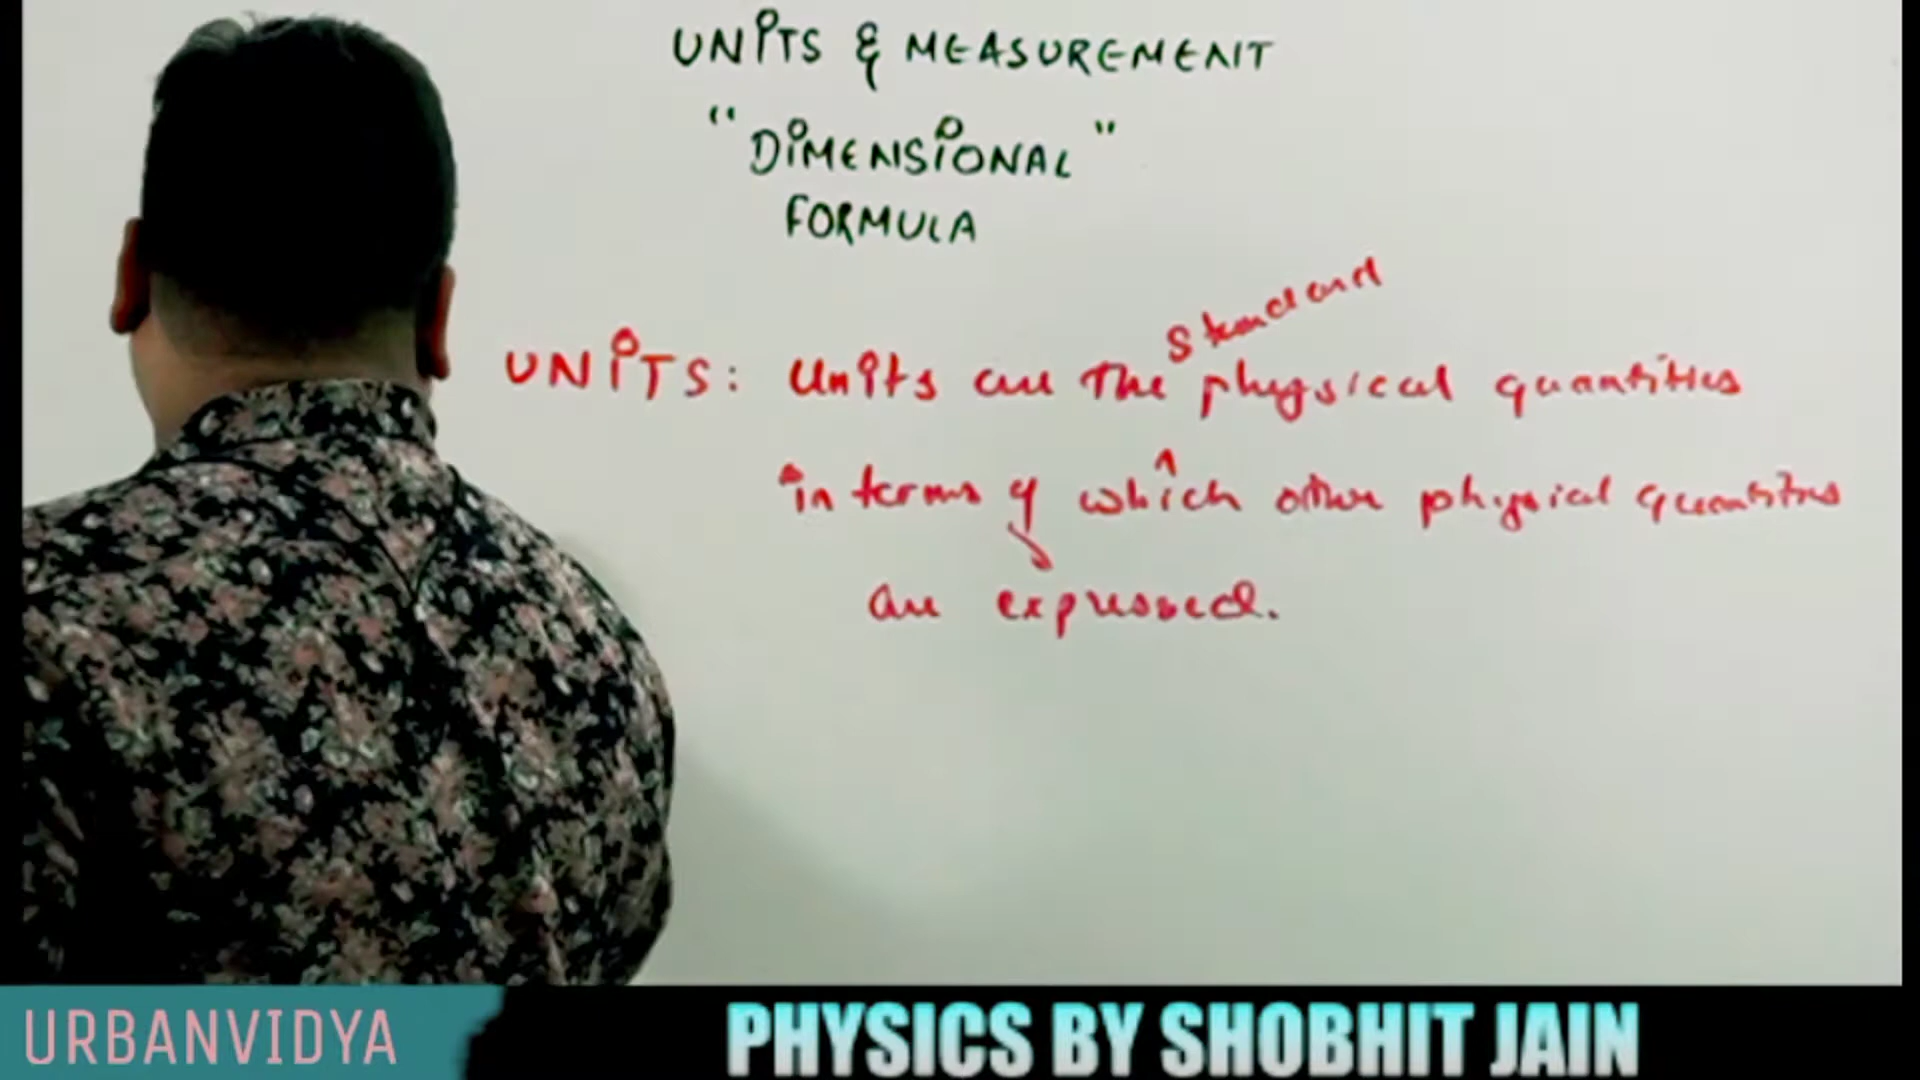 UNITS & MEASUREMENT
"DIMENSIONAL"
FORMULA
standard
UNITS: Units are the physical quantities
in terms of which other physical quantities
are expressed.
URBANVIDYA
PHYSICS BY SHOBHIT JAIN